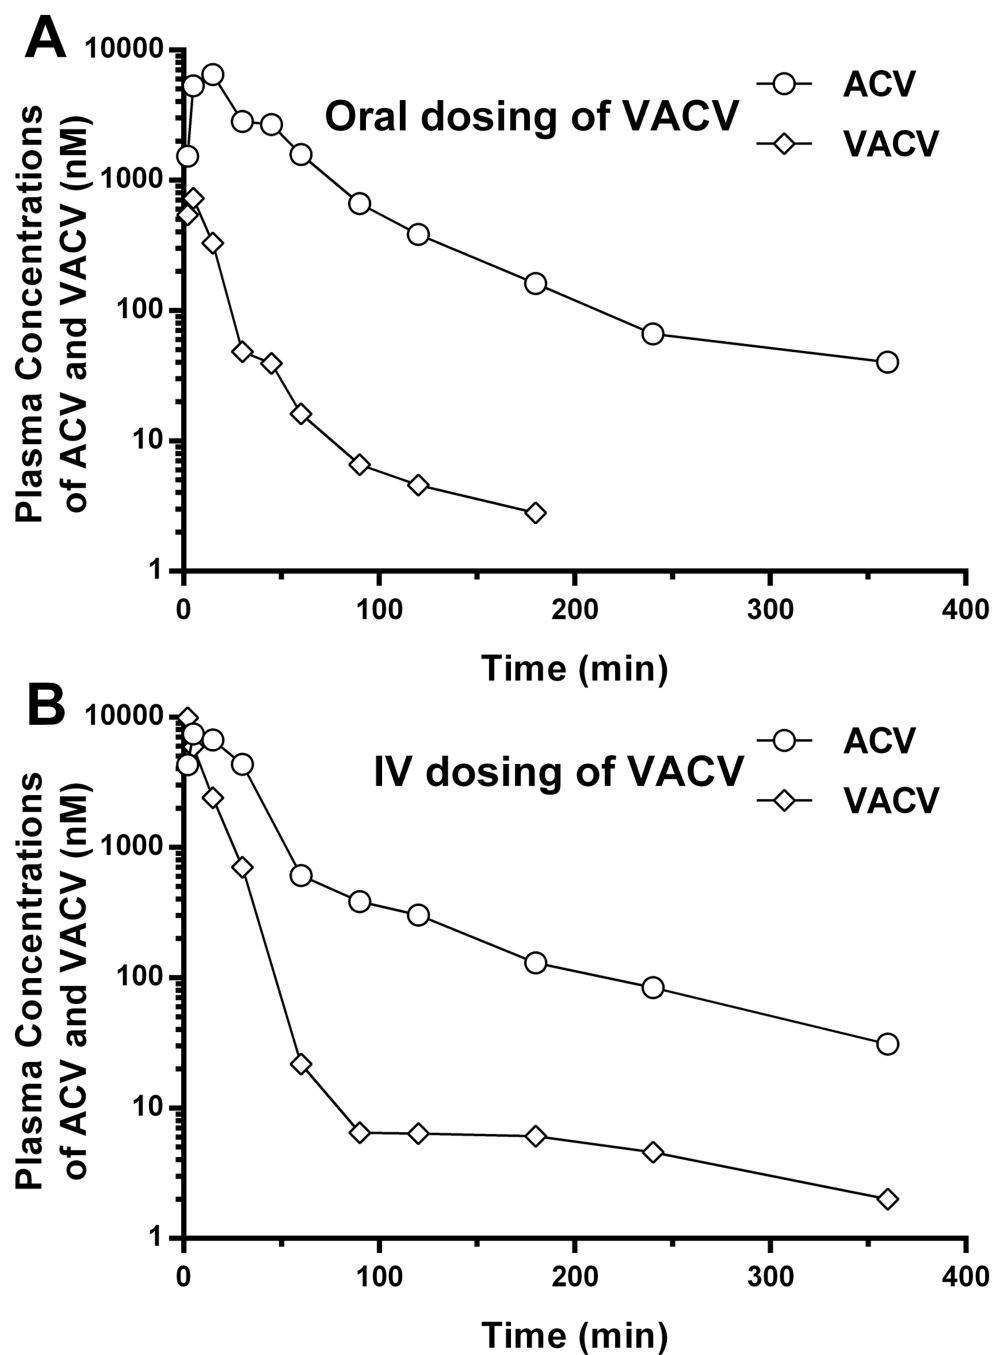 A
Plasma Concentrations
of ACV and VACV (nM)
10000
1000
100
10
1
Oral dosing of VACV
ACV
VACV
0 100 200 300 400
Time (min)
B
Plasma Concentrations
of ACV and VACV (nM)
10000
1000
100
10
1
IV dosing of VACV
ACV
VACV
0 100 200 300 400
Time (min)